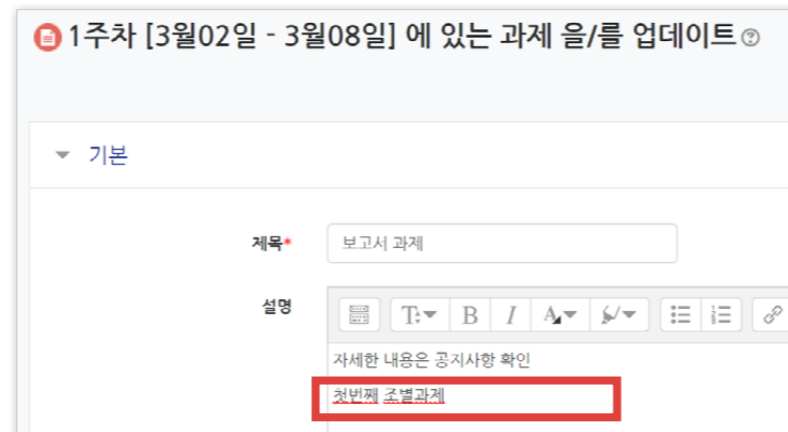 1주차 [3월02일 - 3월08일] 에 있는 과제 을/를 업데이트
기본
제목*
보고서 과제
설명
T B I A
자세한 내용은 공지사항 확인
첫번째 조별과제